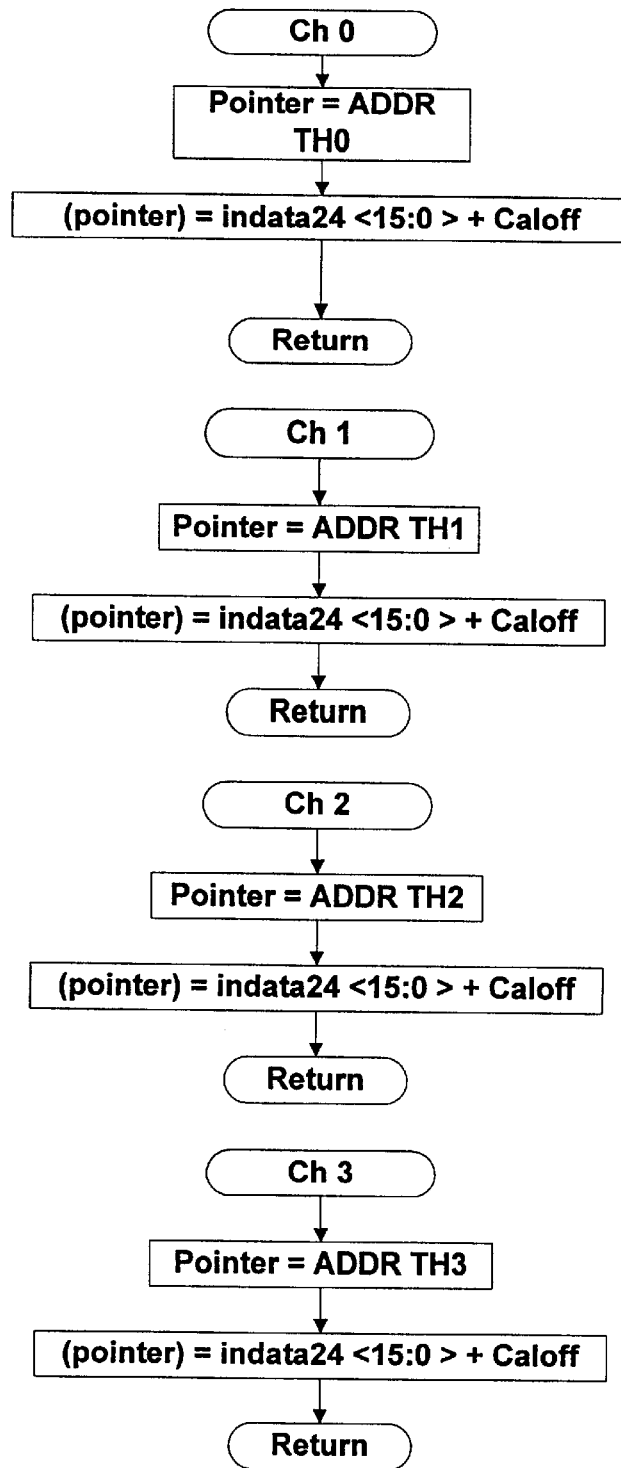 Ch 0
Pointer = ADDR
TH0
(pointer) = indata24 <15:0 > + Caloff
Return
Ch 1
Pointer = ADDR TH1
(pointer) = indata24 <15:0 > + Caloff
Return
Ch 2
Pointer = ADDR TH2
(pointer) = indata24 <15:0 > + Caloff
Return
Ch 3
Pointer = ADDR TH3
(pointer) = indata24 <15:0 > + Caloff
Return